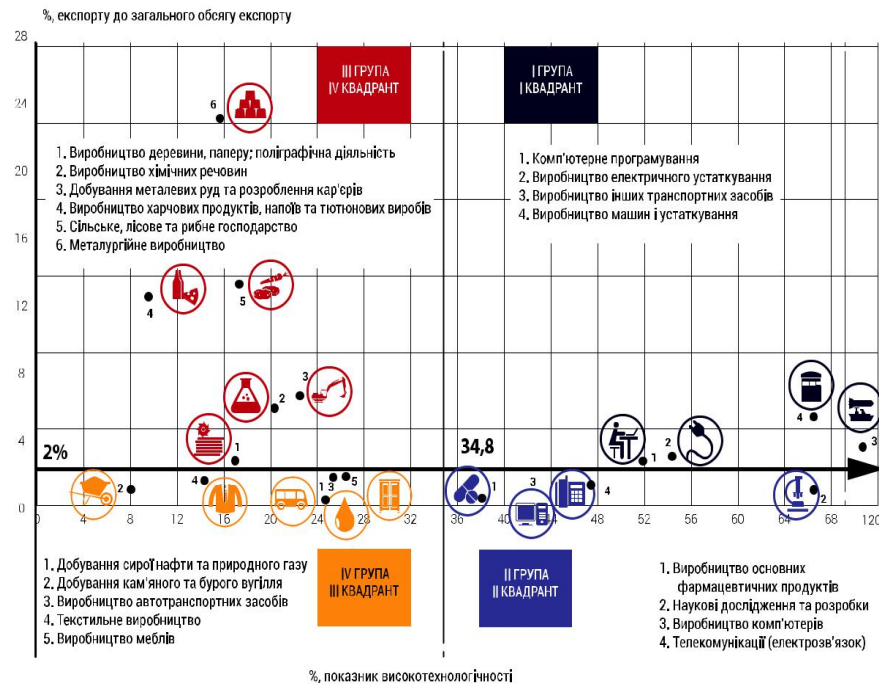 %, експорту до загального обсягу експорту
28
24
20
16
12
8
4
0
III ГРУПА
IV КВАДРАНТ
I ГРУПА
I КВАДРАНТ
6
1. Виробництво деревини, паперу; поліграфічна діяльність
2. Виробництво хімічних речовин
3. Добування металевих руд та розроблення кар'єрів
4. Виробництво харчових продуктів, напоїв та тютюнових виробів
5. Сільське, лісове та рибне господарство
6. Металургійне виробництво
1. Комп'ютерне програмування
2. Виробництво електричного устаткування
3. Виробництво інших транспортних засобів
4. Виробництво машин і устаткування
4
5
3
2
1
4
3
2
1
2%
34,8
2
4
1 3
5
1
3
4
2
0 4 8 12 16 20 24 28 32 36 40 44 48 52 56 60 64 68 120
1. Добування сирої нафти та природного газу
2. Добування кам'яного та бурого вугілля
3. Виробництво автотранспортних засобів
4. Текстильне виробництво
5. Виробництво меблів
IV ГРУПА
III КВАДРАНТ
II ГРУПА
II КВАДРАНТ
1. Виробництво основних
фармацевтичних продуктів
2. Наукові дослідження та розробки
3. Виробництво комп'ютерів
4. Телекомунікації (електрозв'язок)
%, показник високотехнологічності